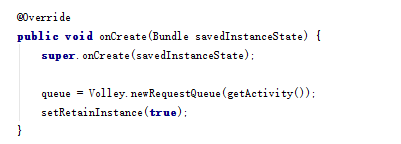 @Override
public void onCreate(Bundle savedInstanceState) {
    super.onCreate(savedInstanceState);
    queue = Volley.newRequestQueue(getActivity());
    setRetainInstance(true);
}